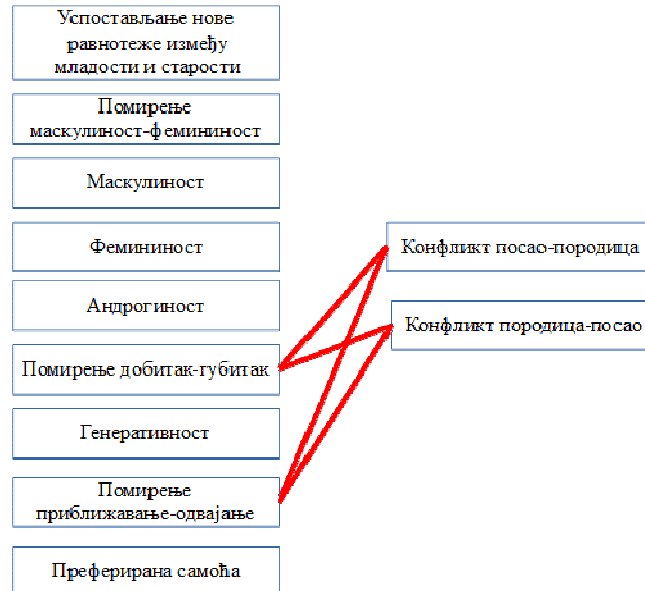 Успостављање нове
равнотеже између
младости и старости
Помирење
маскулиност-фемининост
Маскулиност
Фемининост
Андрогиност
Помирење добитак-губитак
Генеративност
Помирење
приближавање-одвајање
Преферирана самоћа
Конфликт посао-породица
Конфликт породица-посао